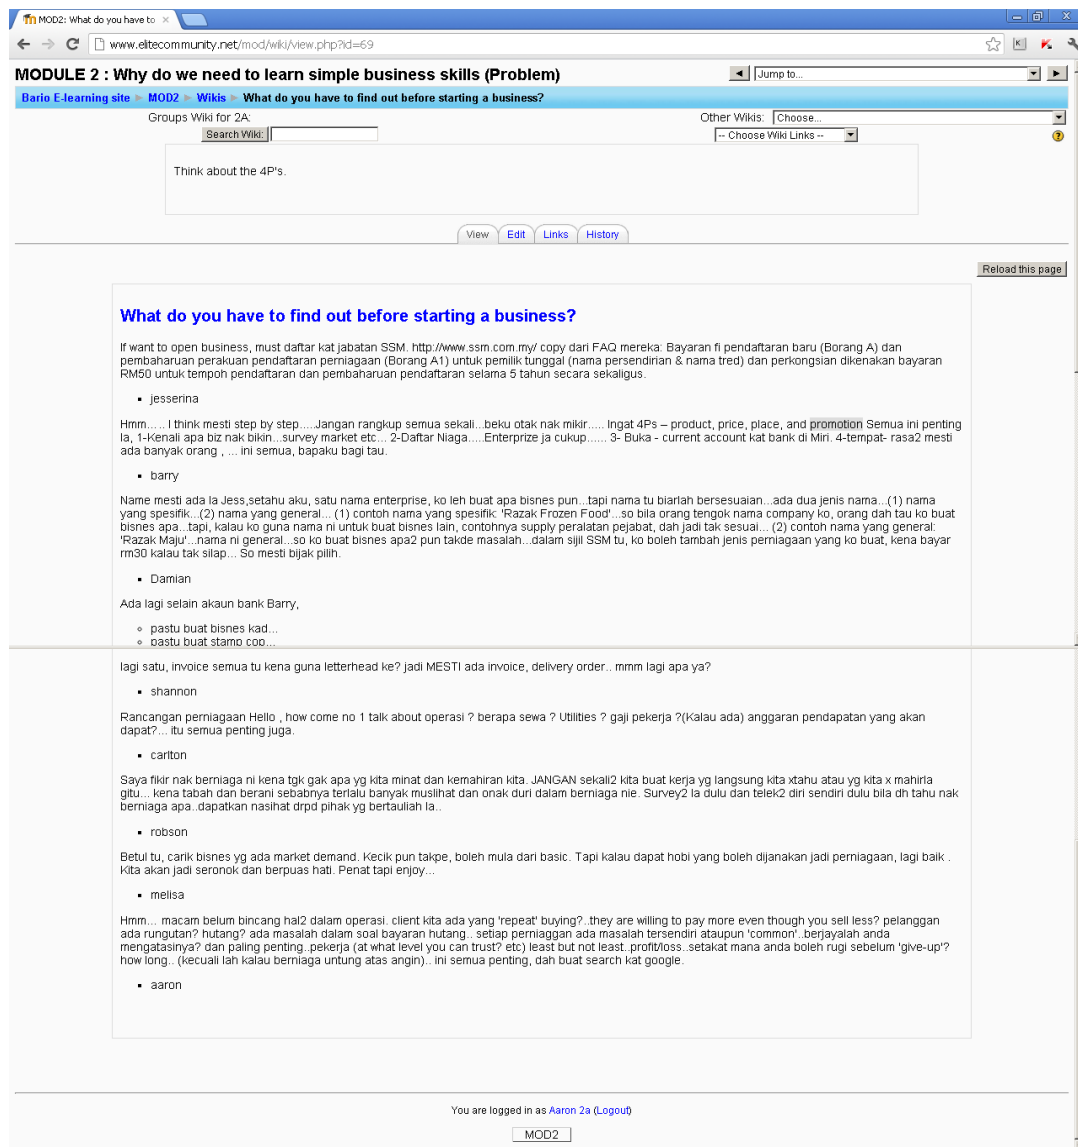 MOD2: What do you have to
www.elitecommunity.net/mod/wiki/view.php?id=69
MODULE 2 : Why do we need to learn simple business skills (Problem)
Jump to...
Bario E-learning site ► MOD2 ► Wikis ► What do you have to find out before starting a business?
Groups Wiki for 2A:
Other Wikis: Choose...
Search Wiki:
-- Choose Wiki Links --
Think about the 4P's.
View Edit Links History
Reload this page
What do you have to find out before starting a business?
If want to open business, must daftar kat jabatan SSM. http://www.ssm.com.my/ copy dari FAQ mereka: Bayaran fi pendaftaran baru (Borang A) dan
pembaharuan perakuan pendaftaran perniagaan (Borang A1) untuk pemilik tunggal (nama persendirian & nama tred) dan perkongsian dikenakan bayaran
RM50 untuk tempoh pendaftaran dan pembaharuan pendaftaran selama 5 tahun secara sekaligus.
▪ jesserina
Hmm..... I think mesti step by step.....Jangan rangkup semua sekali...beku otak nak mikir..... Ingat 4Ps – product, price, place, and promotion Semua ini penting
la, 1-Kenali apa biz nak bikin...survey market etc... 2-Daftar Niaga.....Enterprize ja cukup...... 3- Buka - current account kat bank di Miri. 4-tempat- rasa2 mesti
ada banyak orang , ... ini semua, bapaku bagi tau.
▪ barry
Name mesti ada la Jess,setahu aku, satu nama enterprise, ko leh buat apa bisnes pun...tapi nama tu biarlah bersesuaian...ada dua jenis nama...(1) nama
yang spesifik...(2) nama yang general... (1) contoh nama yang spesifik: 'Razak Frozen Food'...so bila orang tengok nama company ko, orang dah tau ko buat
bisnes apa...tapi, kalau ko guna nama ni untuk buat bisnes lain, contohnya supply peralatan pejabat, dah jadi tak sesuai... (2) contoh nama yang general:
'Razak Maju'...nama ni general...so ko buat bisnes apa2 pun takde masalah...dalam sijil SSM tu, ko boleh tambah jenis perniagaan yang ko buat, kena bayar
rm30 kalau tak silap... So mesti bijak pilih.
▪ Damian
Ada lagi selain akaun bank Barry,
◦ pastu buat bisnes kad...
◦ pastu buat stamp cop...
lagi satu, invoice semua tu kena guna letterhead ke? jadi MESTI ada invoice, delivery order.. mmm lagi apa ya?
▪ shannon
Rancangan perniagaan Hello , how come no 1 talk about operasi ? berapa sewa ? Utilities ? gaji pekerja ?(Kalau ada) anggaran pendapatan yang akan
dapat?... itu semua penting juga.
▪ carlton
Saya fikir nak berniaga ni kena tgk gak apa yg kita minat dan kemahiran kita. JANGAN sekali2 kita buat kerja yg langsung kita xtahu atau yg kita x mahirla
gitu... kena tabah dan berani sebabnya terlalu banyak muslihat dan onak duri dalam berniaga nie. Survey2 la dulu dan telek2 diri sendiri dulu bila dh tahu nak
berniaga apa..dapatkan nasihat drpd pihak yg bertauliah la..
▪ robson
Betul tu, carik bisnes yg ada market demand. Kecik pun takpe, boleh mula dari basic. Tapi kalau dapat hobi yang boleh dijanakan jadi perniagaan, lagi baik .
Kita akan jadi seronok dan berpuas hati. Penat tapi enjoy...
▪ melisa
Hmm... macam belum bincang hal2 dalam operasi. client kita ada yang 'repeat' buying?..they are willing to pay more even though you sell less? pelanggan
ada rungutan? hutang? ada masalah dalam soal bayaran hutang.. setiap perniaggan ada masalah tersendiri ataupun 'common'..berjayalah anda
mengatasinya? dan paling penting..pekerja (at what level you can trust? etc) least but not least..profit/loss..setakat mana anda boleh rugi sebelum 'give-up'?
how long.. (kecuali lah kalau berniaga untung atas angin).. ini semua penting, dah buat search kat google.
▪ aaron
You are logged in as Aaron 2a (Logout)
MOD2